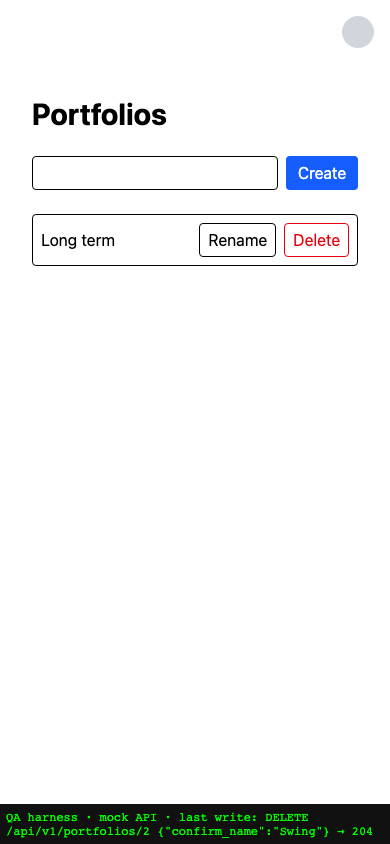 Portfolios
Create
Long term Rename Delete
QA harness · mock API · last write: DELETE
/api/v1/portfolios/2 {"confirm_name":"Swing"} → 204